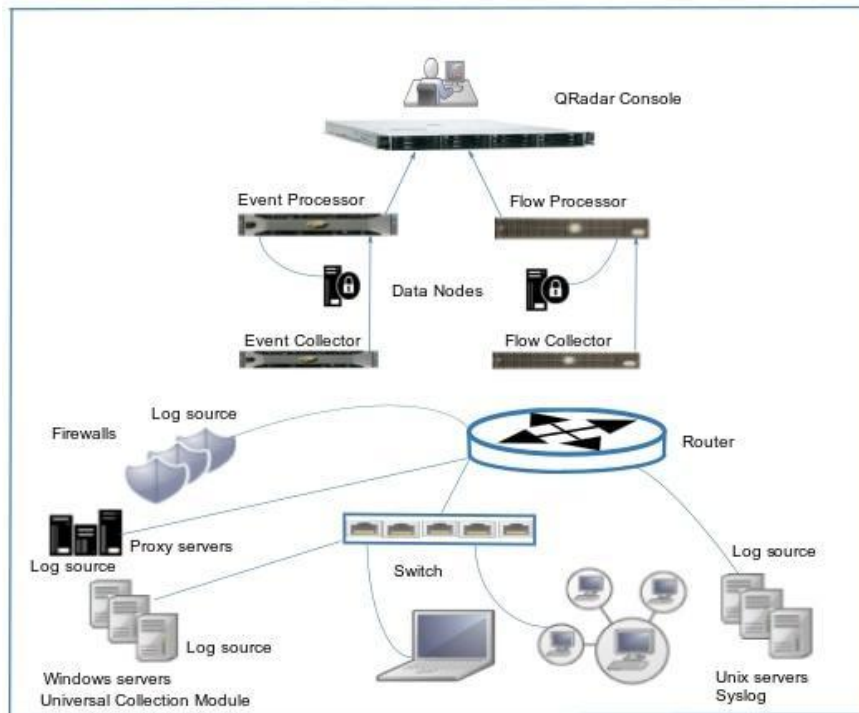 QRadar Console
Event Processor
Flow Processor
Data Nodes
Event Collector
Flow Collector
Log source
Firewalls
Router
Proxy servers
Log source
Switch
Log source
Log source
Windows servers
Universal Collection Module
Unix servers
Syslog